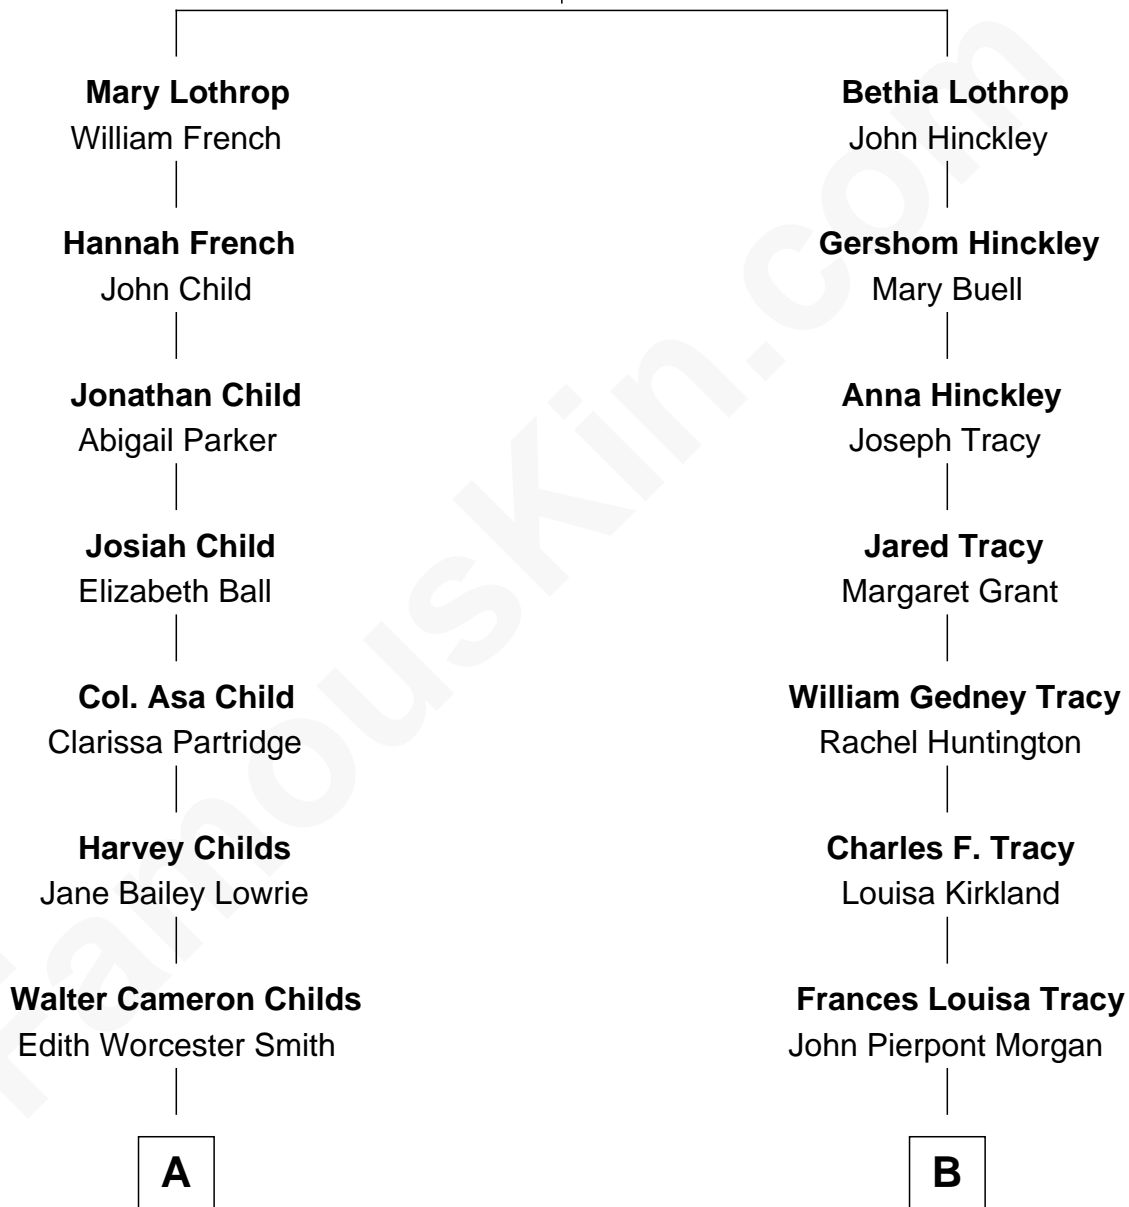 Mary Lothrop
William French
Hannah French
John Child
Jonathan Child
Abigail Parker
Josiah Child
Elizabeth Ball
Col. Asa Child
Clarissa Partridge
Harvey Childs
Jane Bailey Lowrie
Walter Cameron Childs
Edith Worcester Smith
A
Bethia Lothrop
John Hinckley
Gershom Hinckley
Mary Buell
Anna Hinckley
Joseph Tracy
Jared Tracy
Margaret Grant
William Gedney Tracy
Rachel Huntington
Charles F. Tracy
Louisa Kirkland
Frances Louisa Tracy
John Pierpont Morgan
B
FamousKin.com